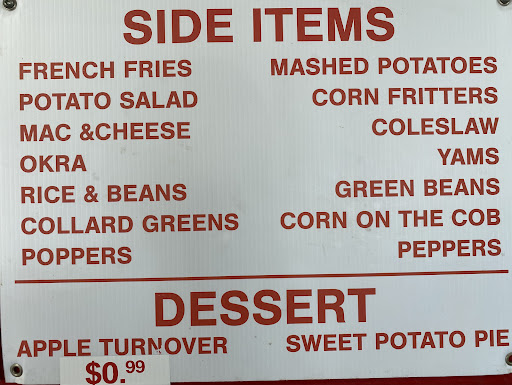 SIDE ITEMS
FRENCH FRIES MASHED POTATOES
POTATO SALAD CORN FRITTERS
MAC &CHEESE COLESLAW
OKRA YAMS
RICE & BEANS GREEN BEANS
COLLARD GREENS CORN ON THE COB
POPPERS PEPPERS
DESSERT
APPLE TURNOVER SWEET POTATO PIE
$0.99